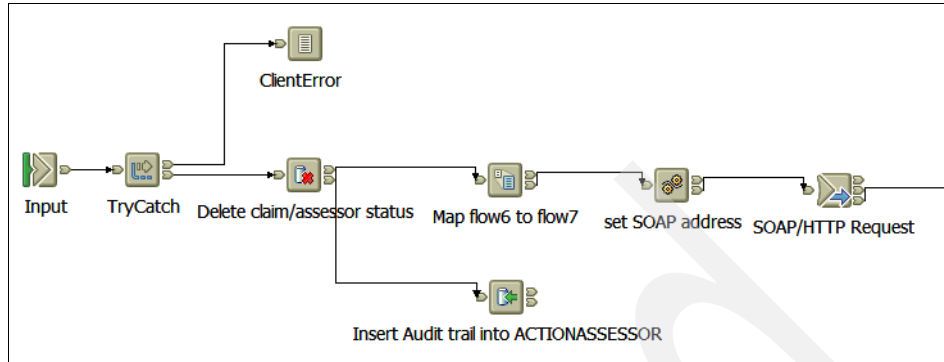 ClientError
Input
TryCatch
Delete claim/assessor status
Map flow6 to flow7
set SOAP address
SOAP/HTTP Request
Insert Audit trail into ACTIONASSESSOR